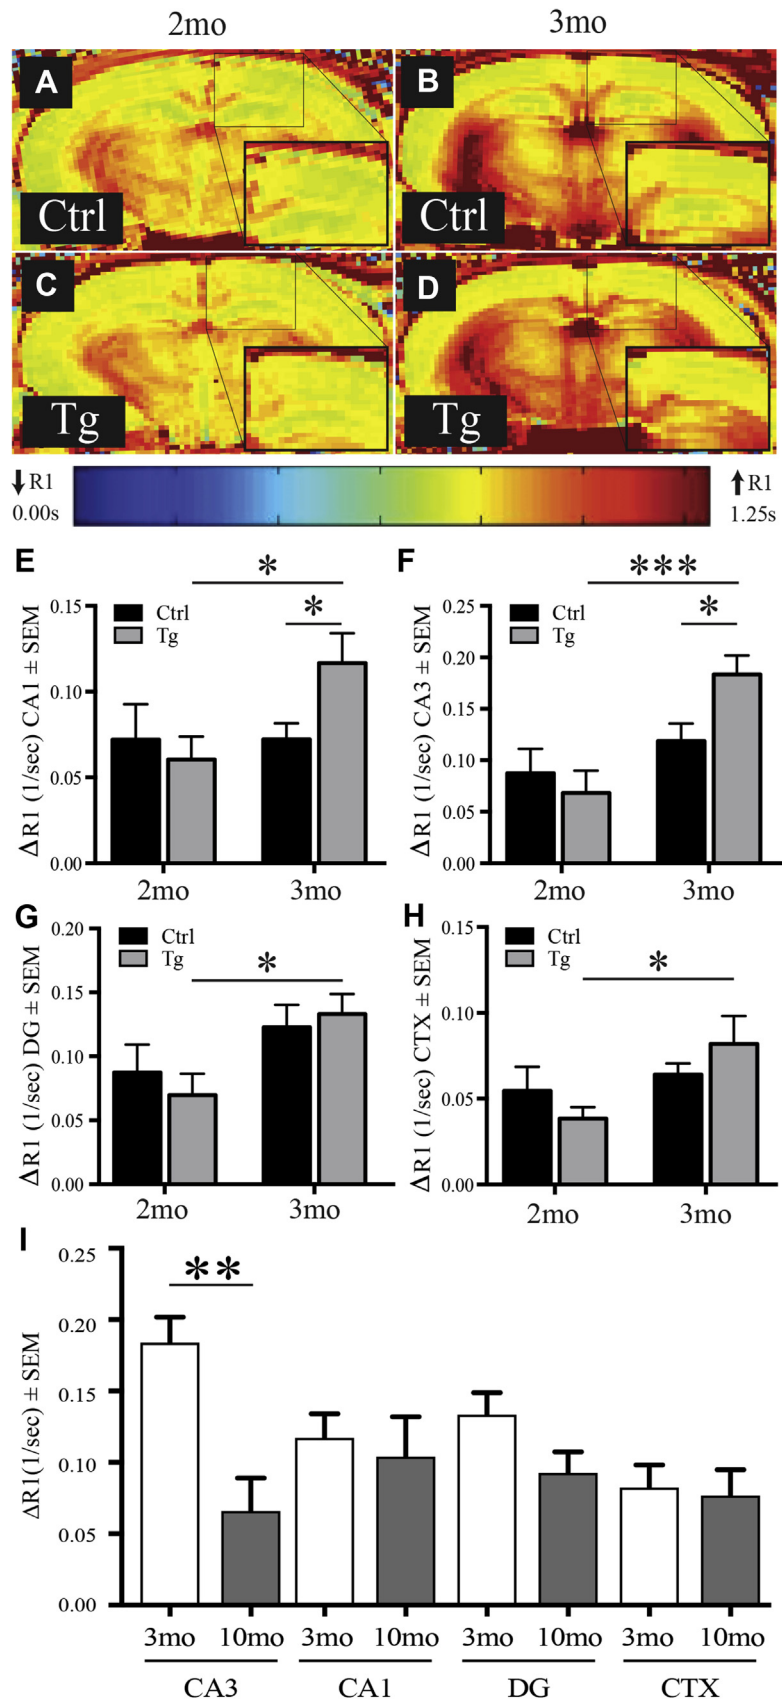 2mo 3mo
A B
Ctrl Ctrl
C D
Tg Tg
↓ R1 ↑ R1
0.00s 1.25s
E
*
*
0.15
0.10
0.05
0.00
Ctrl
Tg
ΔR1 (1/sec) CA1 ± SEM
2mo 3mo
F
***
*
0.25
0.20
0.15
0.10
0.05
0.00
Ctrl
Tg
ΔR1 (1/sec) CA3 ± SEM
2mo 3mo
G
*
0.20
0.15
0.10
0.05
0.00
Ctrl
Tg
ΔR1 (1/sec) DG ± SEM
2mo 3mo
H
*
0.15
0.10
0.05
0.00
Ctrl
Tg
ΔR1 (1/sec) CTX ± SEM
2mo 3mo
I
**
0.25
0.20
0.15
0.10
0.05
0.00
ΔR1(1/sec) ± SEM
3mo 10mo 3mo 10mo 3mo 10mo 3mo 10mo
CA3 CA1 DG CTX